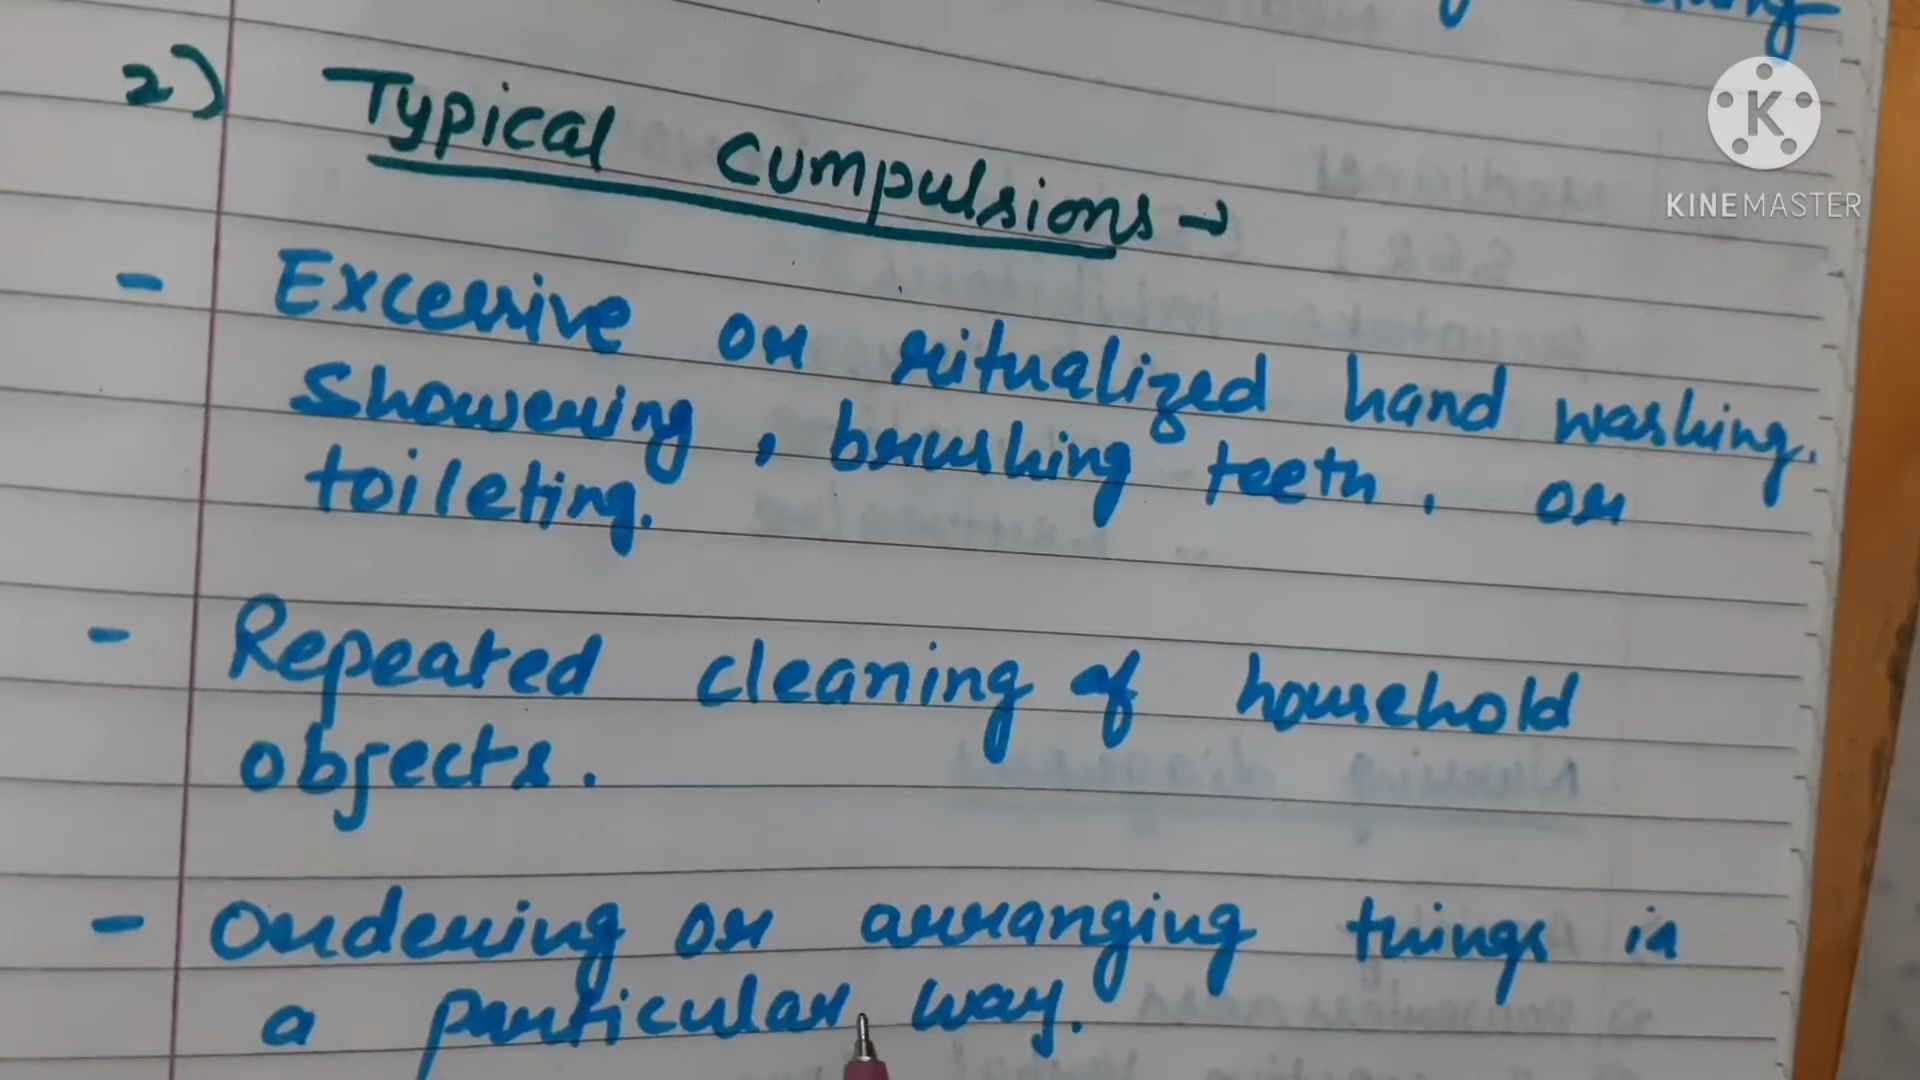 2) Typical Cumpulsions →
K
KINEMASTER
- Excessive or ritualized hand washing.
Showering, brushing teeth, or
toileting.
- Repeated cleaning of household
objects.
- Ordering or arranging things in
a particular way.